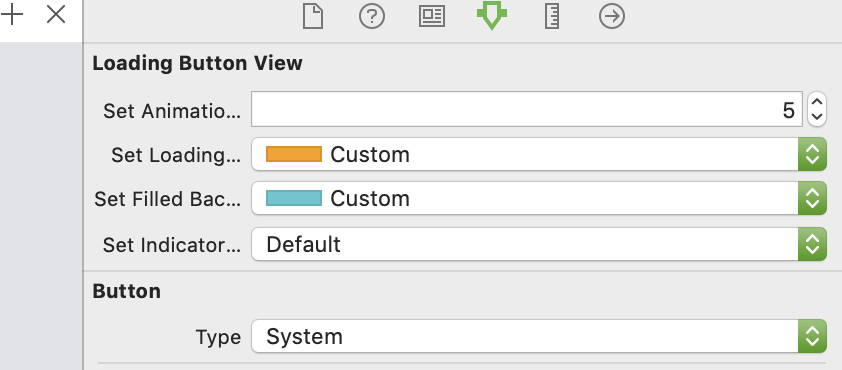 Loading Button View
Set Animatio... 5
Set Loading... Custom
Set Filled Bac... Custom
Set Indicator... Default
Button
Type System